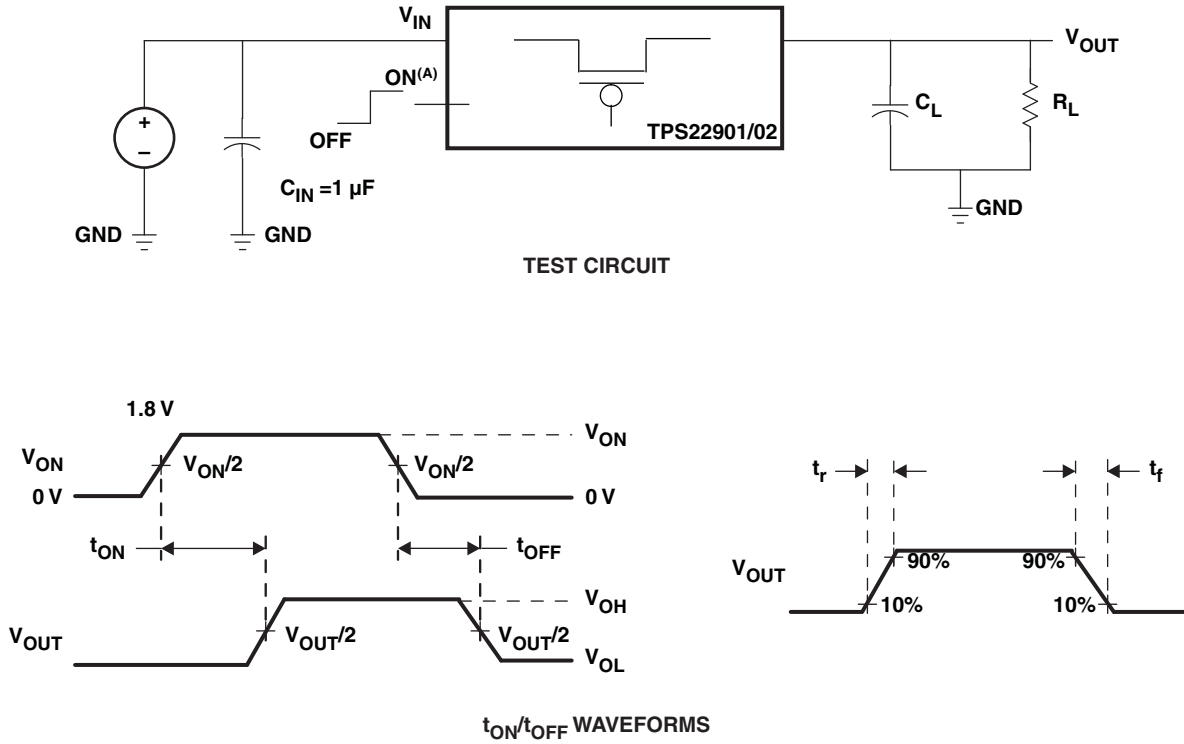 V_IN
V_OUT
ON(A)
OFF
+
–
C_IN =1 µF
TPS22901/02
C_L
R_L
GND
GND
GND
TEST CIRCUIT
1.8 V
V_ON
0 V
V_ON/2
V_ON/2
V_ON
0 V
t_ON
t_OFF
V_OUT
V_OUT/2
V_OUT/2
V_OH
V_OL
t_r
t_f
V_OUT
90%
90%
10%
10%
t_ON/t_OFF WAVEFORMS